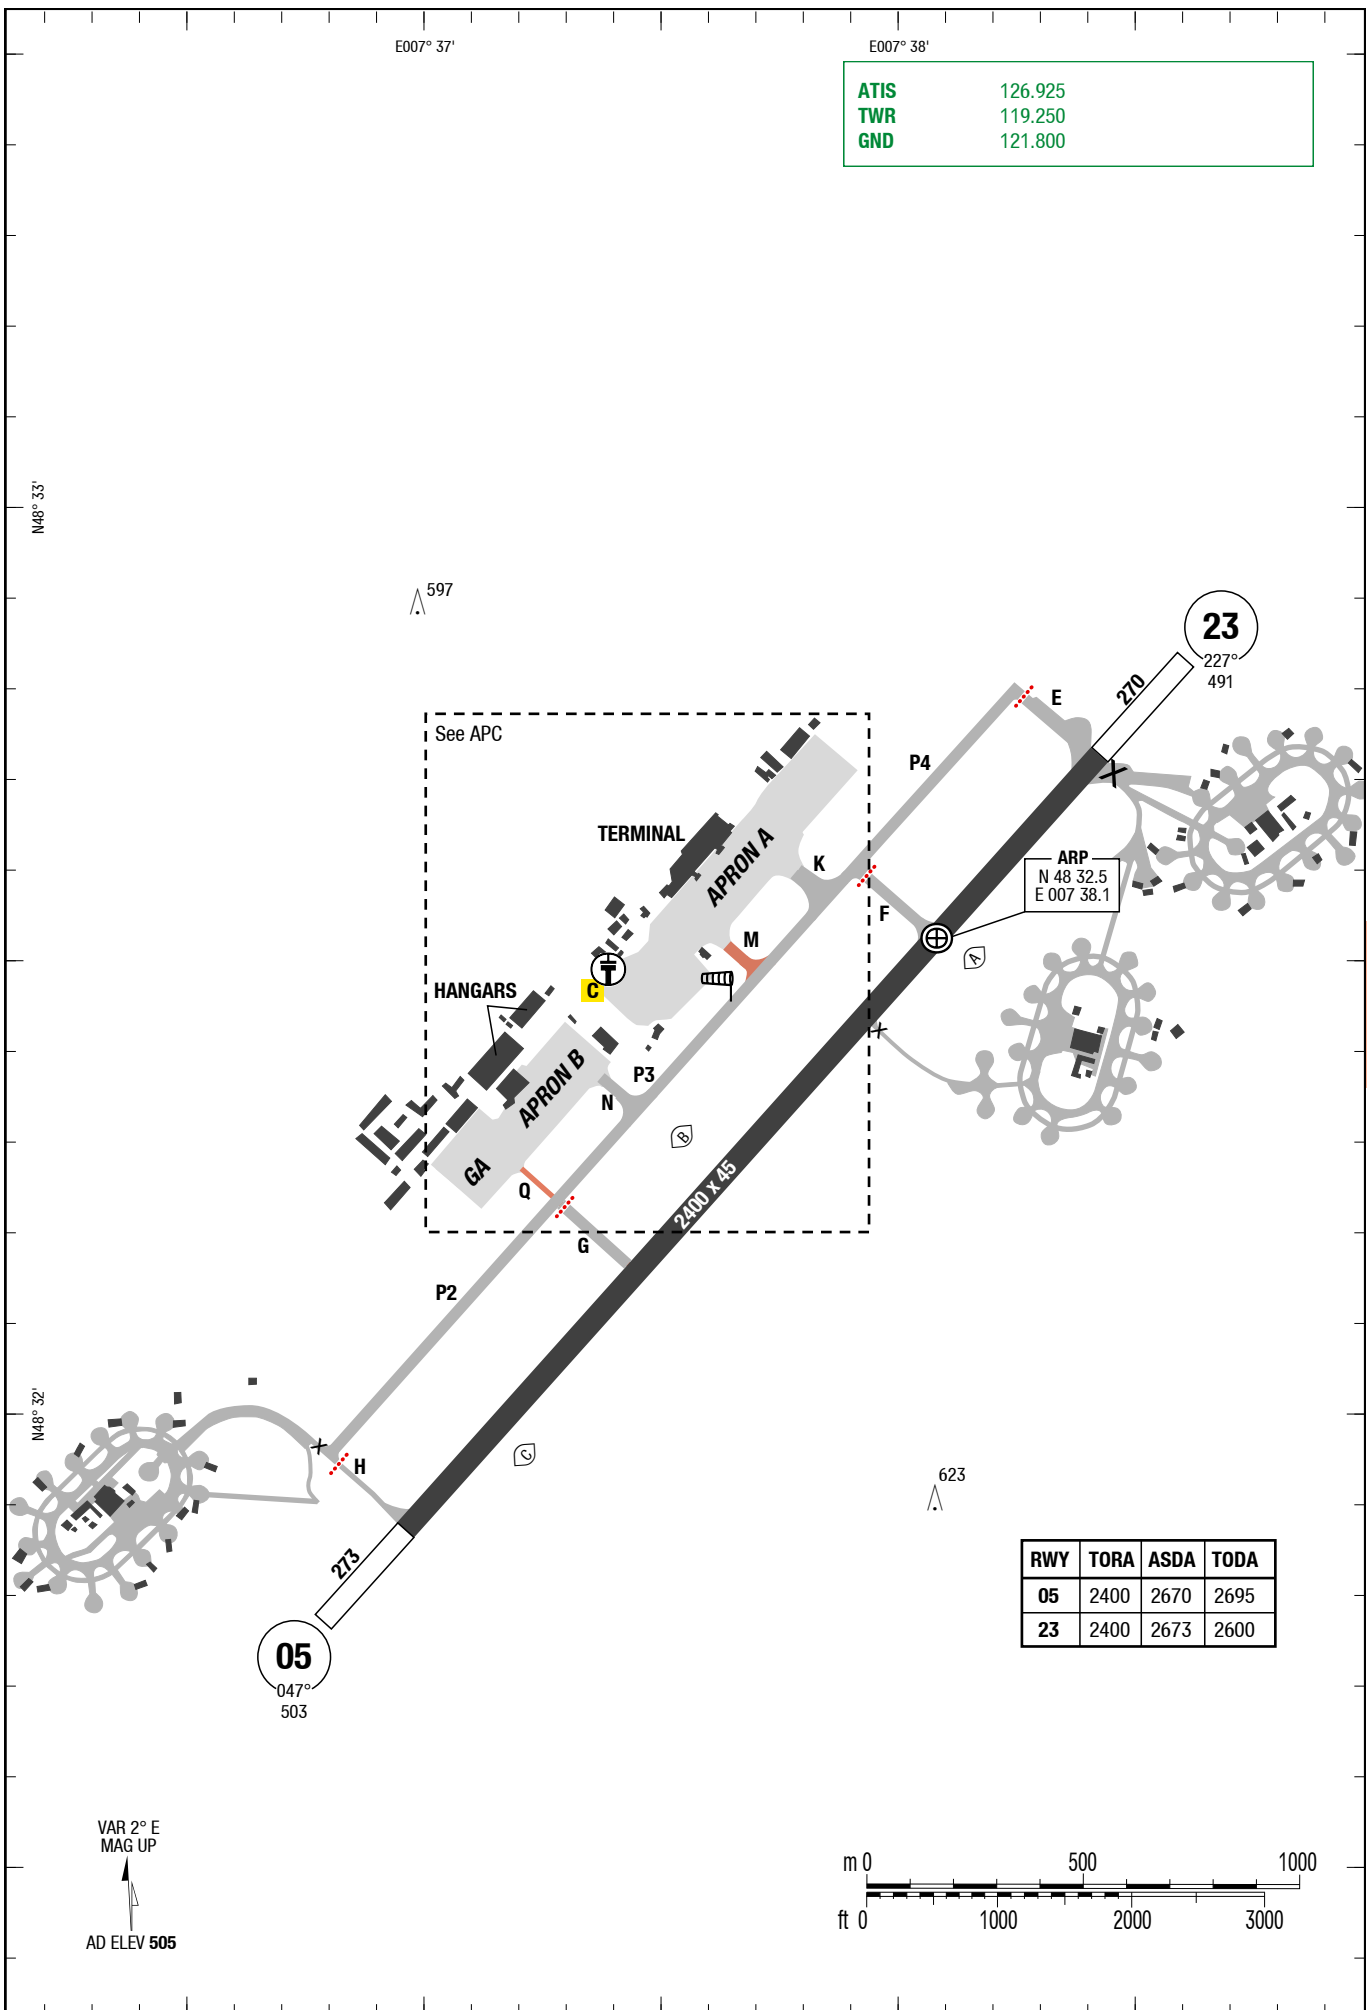 E007° 37'
E007° 38'
ATIS 126.925
TWR 119.250
GND 121.800
N48° 33'
597
23
227°
491
270
E
See APC
P4
TERMINAL
APRON A
K
ARP
N 48 32.5
E 007 38.1
F
M
A
C
HANGARS
APRON B
P3
N
B
GA
Q
2400 x 45
G
P2
N48° 32'
C
H
623
273
RWY TORA ASDA TODA
05 2400 2670 2695
23 2400 2673 2600
05
047°
503
VAR 2° E
MAG UP
AD ELEV 505
m 0 500 1000
ft 0 1000 2000 3000